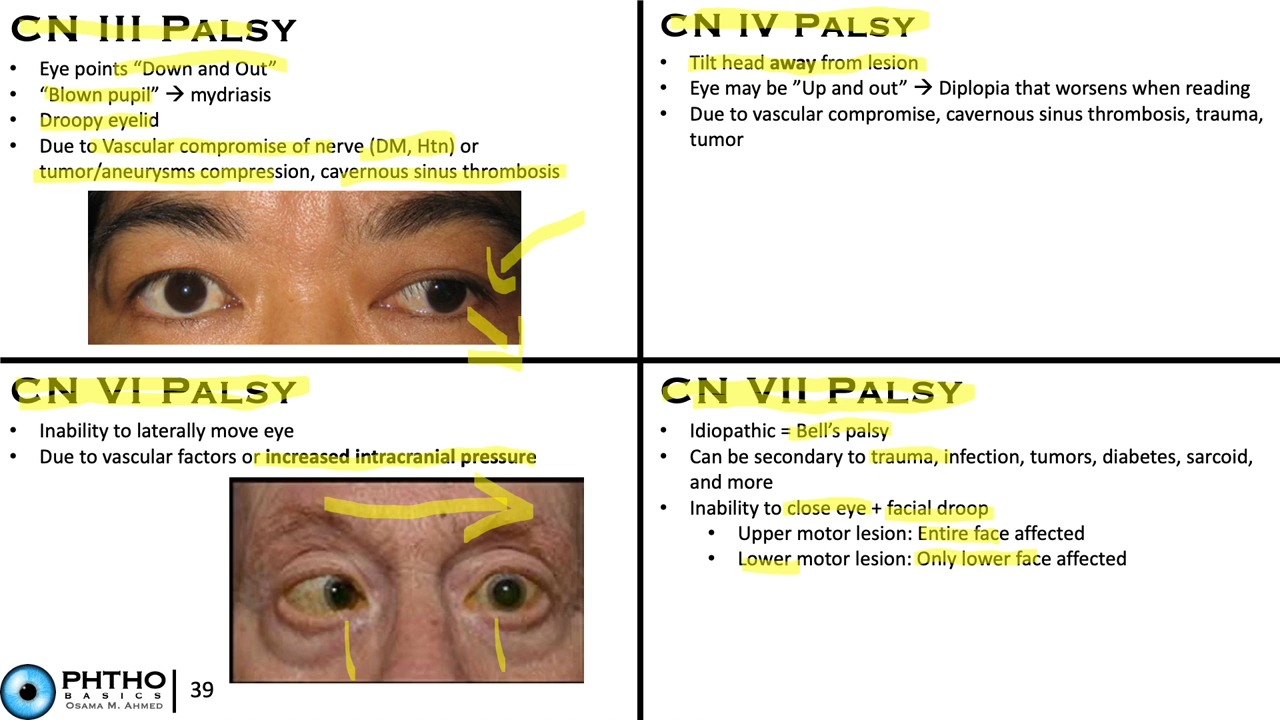 CN III Palsy
• Eye points “Down and Out”
• “Blown pupil” → mydriasis
• Droopy eyelid
• Due to Vascular compromise of nerve (DM, Htn) or
tumor/aneurysms compression, cavernous sinus thrombosis
CN IV Palsy
• Tilt head away from lesion
• Eye may be ”Up and out” → Diplopia that worsens when reading
• Due to vascular compromise, cavernous sinus thrombosis, trauma,
tumor
CN VI Palsy
• Inability to laterally move eye
• Due to vascular factors or increased intracranial pressure
CN VII Palsy
• Idiopathic = Bell’s palsy
• Can be secondary to trauma, infection, tumors, diabetes, sarcoid,
and more
• Inability to close eye + facial droop
• Upper motor lesion: Entire face affected
• Lower motor lesion: Only lower face affected
PHTHO
BASICS
Osama M. Ahmed
39